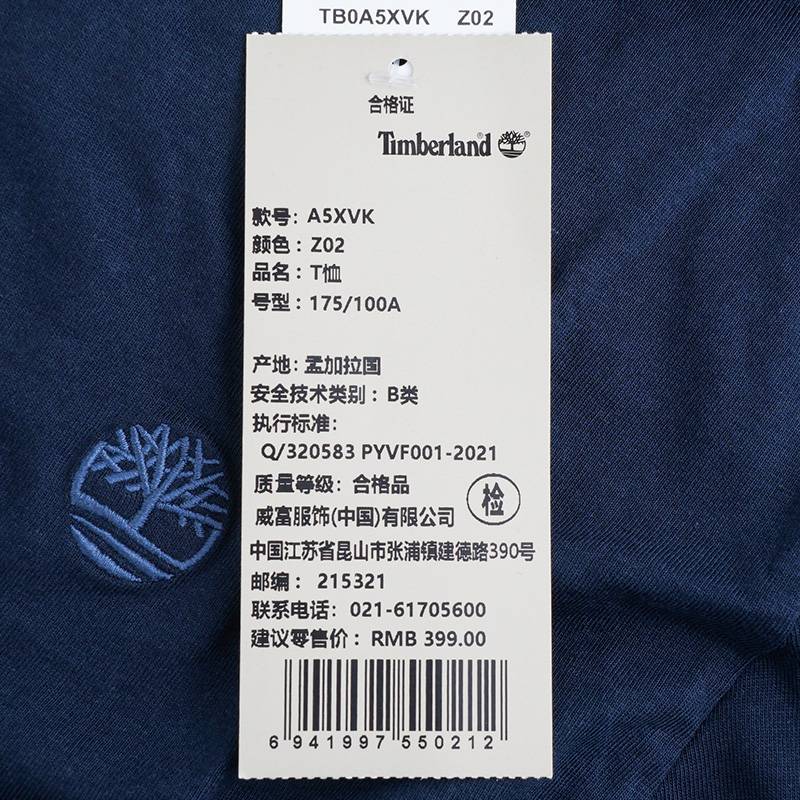 TB0A5XVK Z02
合格证
Timberland
款号: A5XVK
颜色: Z02
品名: T恤
号型: 175/100A
产地: 孟加拉国
安全技术类别: B类
执行标准:
Q/320583 PYVF001-2021
质量等级: 合格品
检
威富服饰(中国)有限公司
中国江苏省昆山市张浦镇建德路390号
邮编: 215321
联系电话: 021-61705600
建议零售价: RMB 399.00
6 941997 550212